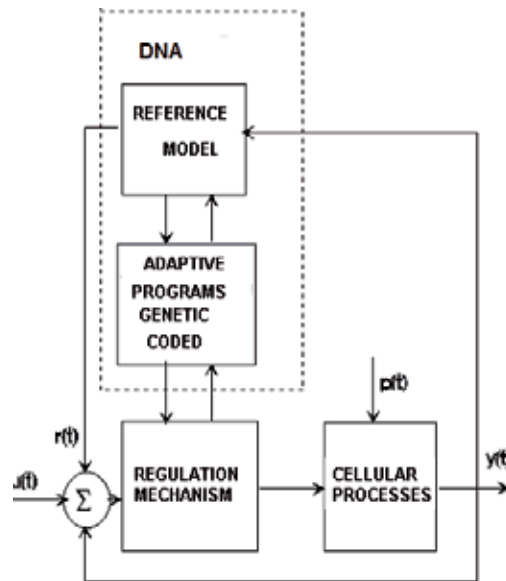 DNA
REFERENCE
MODEL
ADAPTIVE
PROGRAMS
GENETIC
CODED
p(t)
r(t)
y(t)
u(t)
Σ
REGULATION
MECHANISM
CELLULAR
PROCESSES